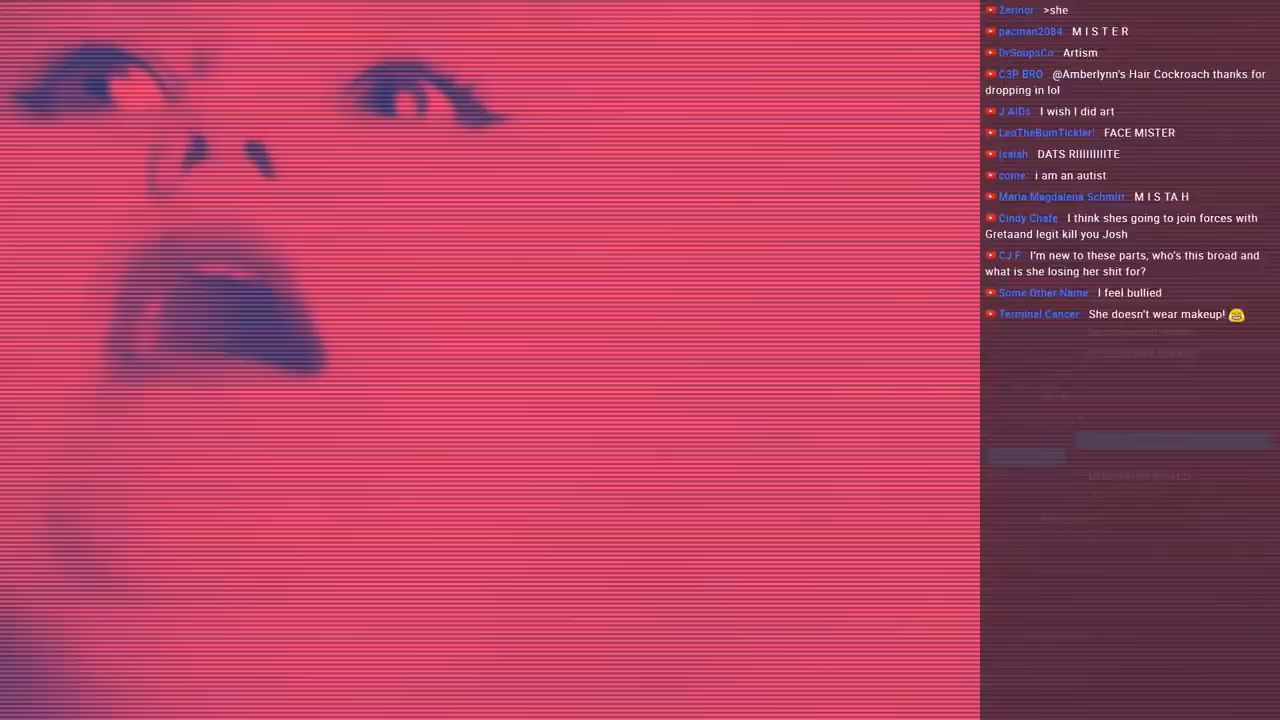 Zerinor >she
pacman2084 M I S T E R
DrSoupsCo Artism
C3P BRO @Amberlynn's Hair Cockroach thanks for
dropping in lol
J AIDs I wish I did art
LeoTheBumTickler! FACE MISTER
Isaiah DATS RIIIIIIIITE
come i am an autist
Maria Magdalena Schmitt M I S TA H
Cindy Chafe I think shes going to join forces with
Gretaand legit kill you Josh
CJ F I'm new to these parts, who's this broad and
what is she losing her shit for?
Some Other Name I feel bullied
Terminal Cancer She doesn't wear makeup!